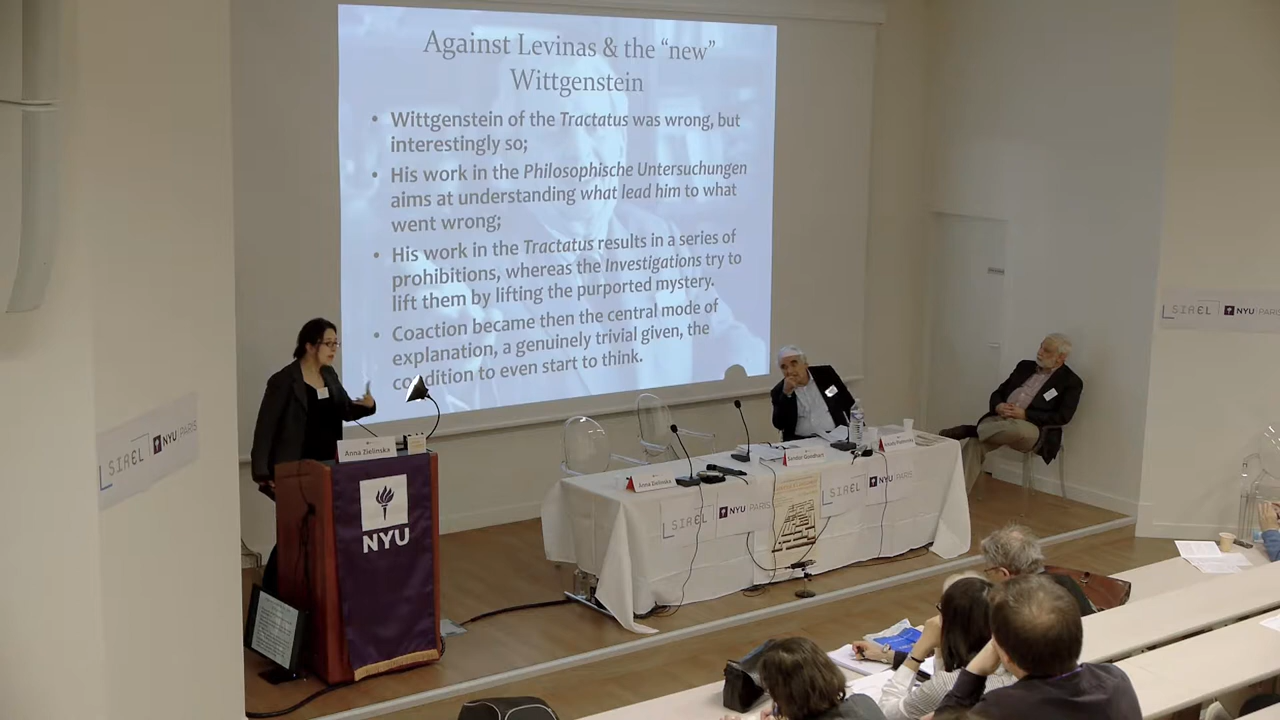 Against Levinas & the “new”
Wittgenstein
• Wittgenstein of the Tractatus was wrong, but
interestingly so;
• His work in the Philosophische Untersuchungen
aims at understanding what lead him to what
went wrong;
• His work in the Tractatus results in a series of
prohibitions, whereas the Investigations try to
lift them by lifting the purported mystery.
• Coaction became then the central mode of
explanation, a genuinely trivial given, the
condition to even start to think.
SIREL NYU PARIS
SIREL NYU PARIS
Anna Zielinska
NYU
Anna Zielinska
Sandor Goodhart
SIREL NYU PARIS
SIREL NYU PARIS